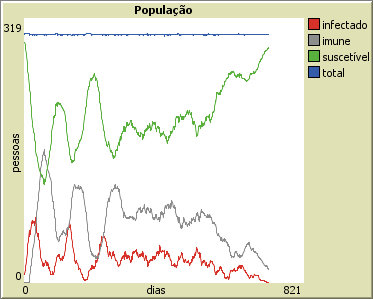 População
319
pessoas
0
0
dias
821
infectado
imune
suscetível
total